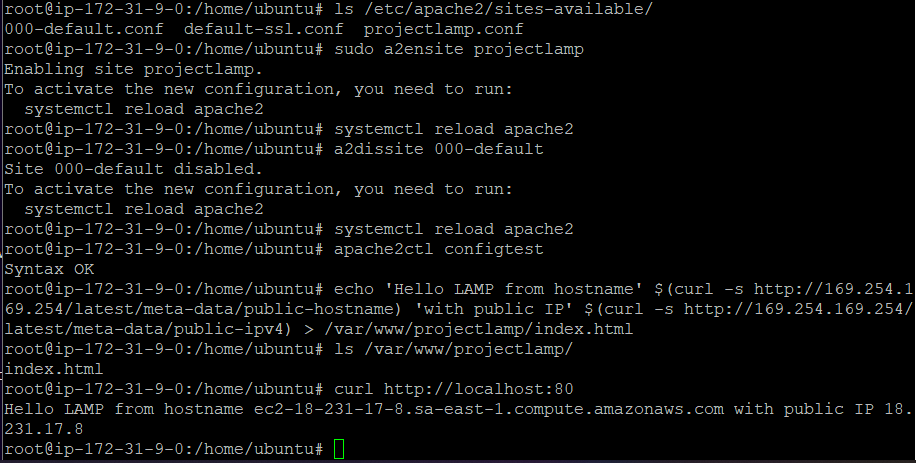 root@ip-172-31-9-0:/home/ubuntu# ls /etc/apache2/sites-available/
000-default.conf  default-ssl.conf  projectlamp.conf
root@ip-172-31-9-0:/home/ubuntu# sudo a2ensite projectlamp
Enabling site projectlamp.
To activate the new configuration, you need to run:
  systemctl reload apache2
root@ip-172-31-9-0:/home/ubuntu# systemctl reload apache2
root@ip-172-31-9-0:/home/ubuntu# a2dissite 000-default
Site 000-default disabled.
To activate the new configuration, you need to run:
  systemctl reload apache2
root@ip-172-31-9-0:/home/ubuntu# systemctl reload apache2
root@ip-172-31-9-0:/home/ubuntu# apache2ctl configtest
Syntax OK
root@ip-172-31-9-0:/home/ubuntu# echo 'Hello LAMP from hostname' $(curl -s http://169.254.1
69.254/latest/meta-data/public-hostname) 'with public IP' $(curl -s http://169.254.169.254/
latest/meta-data/public-ipv4) > /var/www/projectlamp/index.html
root@ip-172-31-9-0:/home/ubuntu# ls /var/www/projectlamp/
index.html
root@ip-172-31-9-0:/home/ubuntu# curl http://localhost:80
Hello LAMP from hostname ec2-18-231-17-8.sa-east-1.compute.amazonaws.com with public IP 18.
231.17.8
root@ip-172-31-9-0:/home/ubuntu#